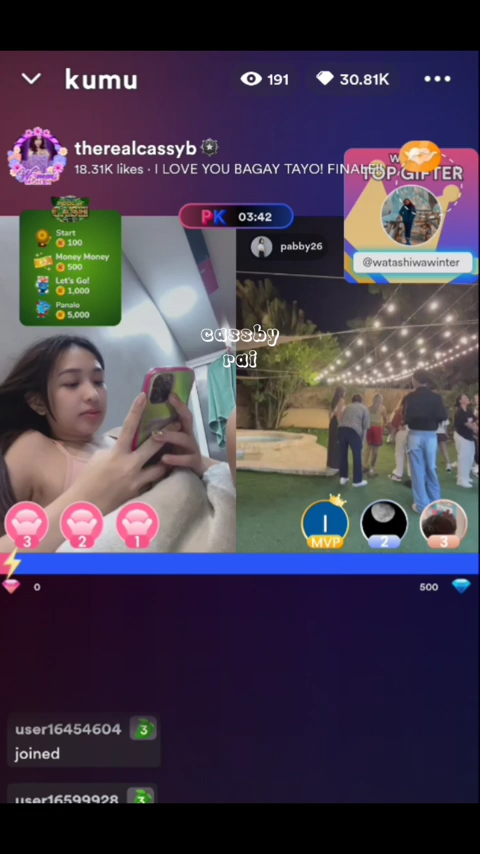 kumu
191
30.81K
therealcassyb
18.31K likes · I LOVE YOU BAGAY TAYO! FINALE!!
TOP GIFTER
@watashiwawinter
PK 03:42
pabby26
Start
100
Money Money
500
Let's Go!
1,000
Panalo
5,000
cassby
rai
3
2
1
MVP
2
3
0
500
user16454604 3
joined
user16599928 3